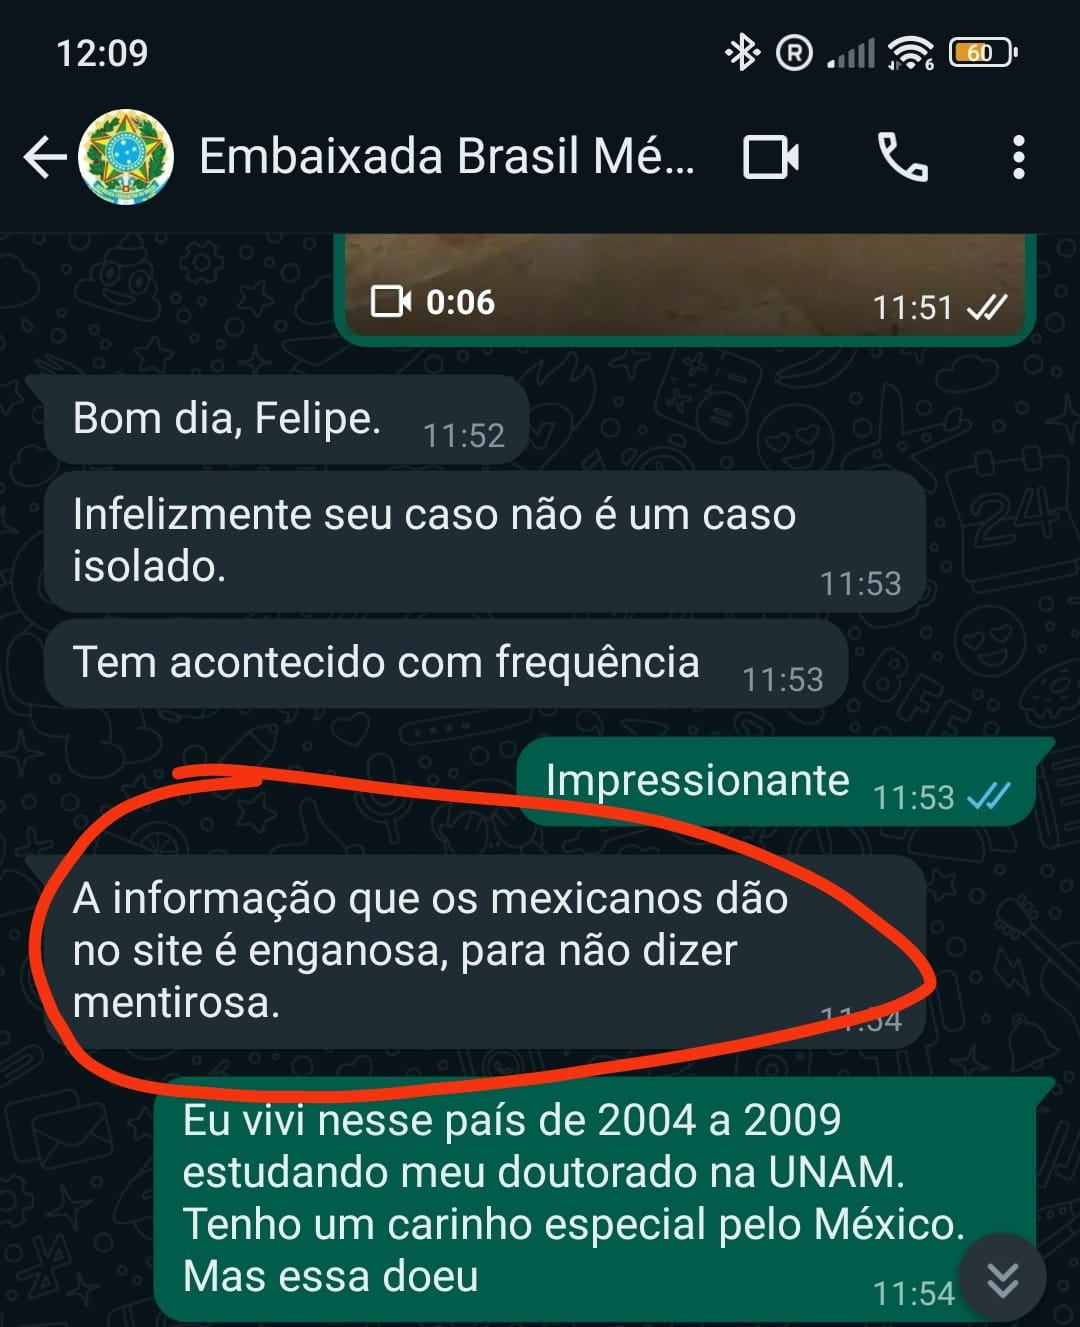 12:09
R
6
60
Embaixada Brasil Mé...
0:06
11:51
Bom dia, Felipe.
11:52
Infelizmente seu caso não é um caso
isolado.
11:53
Tem acontecido com frequência
11:53
Impressionante
11:53
A informação que os mexicanos dão
no site é enganosa, para não dizer
mentirosa.
11:54
Eu vivi nesse país de 2004 a 2009
estudando meu doutorado na UNAM.
Tenho um carinho especial pelo México.
Mas essa doeu
11:54